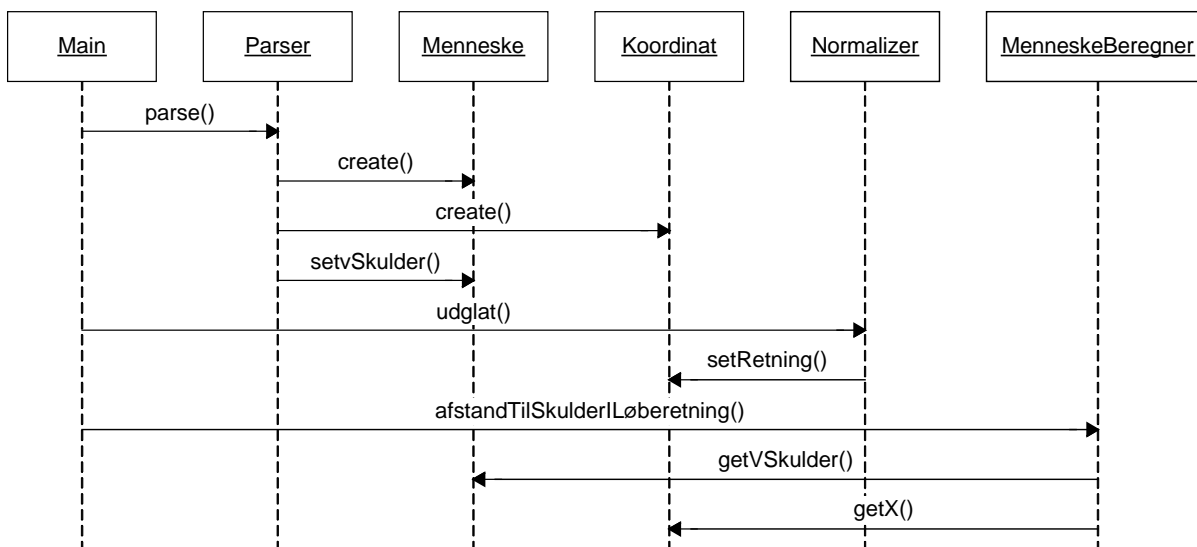 Main
Parser
Menneske
Koordinat
Normalizer
MenneskeBeregner
parse()
create()
create()
setvSkulder()
udglat()
setRetning()
afstandTilSkulderILøberetning()
getVSkulder()
getX()